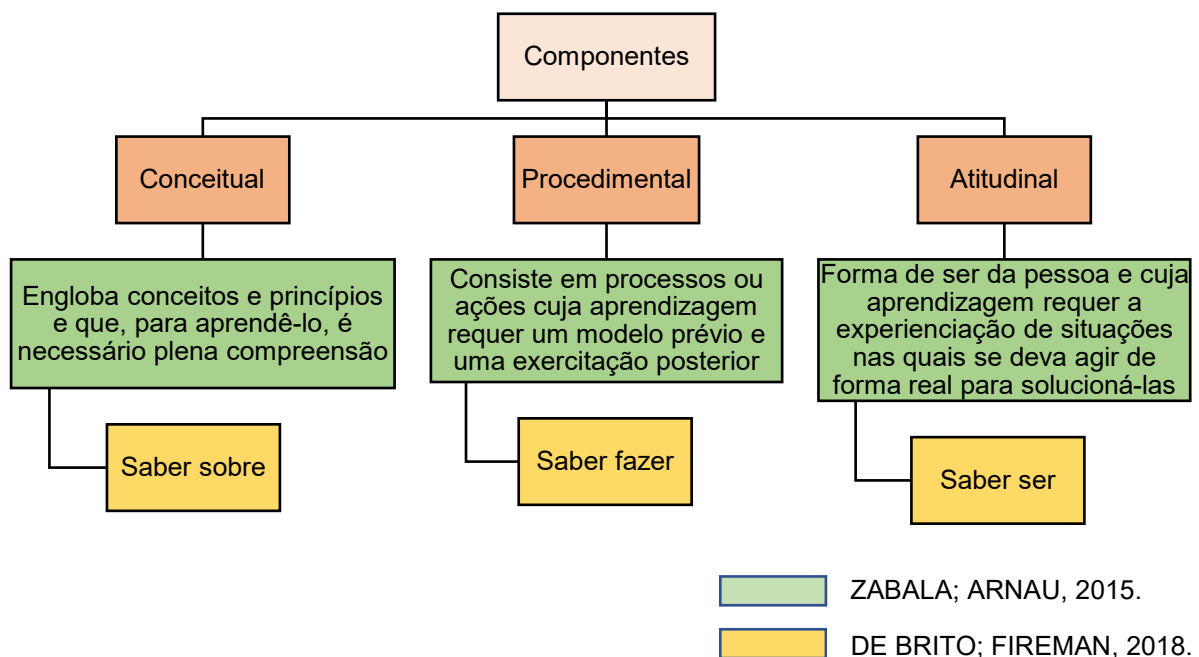 Componentes
Conceitual
Procedimental
Atitudinal
Engloba conceitos e princípios
e que, para aprendê-lo, é
necessário plena compreensão
Consiste em processos ou
ações cuja aprendizagem
requer um modelo prévio e
uma exercitação posterior
Forma de ser da pessoa e cuja
aprendizagem requer a
experienciação de situações
nas quais se deva agir de
forma real para solucioná-las
Saber sobre
Saber fazer
Saber ser
ZABALA; ARNAU, 2015.
DE BRITO; FIREMAN, 2018.